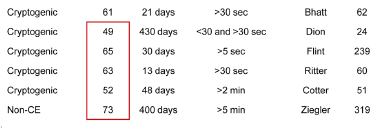 Cryptogenic 61 21 days >30 sec Bhatt 62
Cryptogenic 49 430 days <30 and >30 sec Dion 24
Cryptogenic 65 30 days >5 sec Flint 239
Cryptogenic 63 13 days >30 sec Ritter 60
Cryptogenic 52 48 days >2 min Cotter 51
Non-CE 73 400 days >5 min Ziegler 319